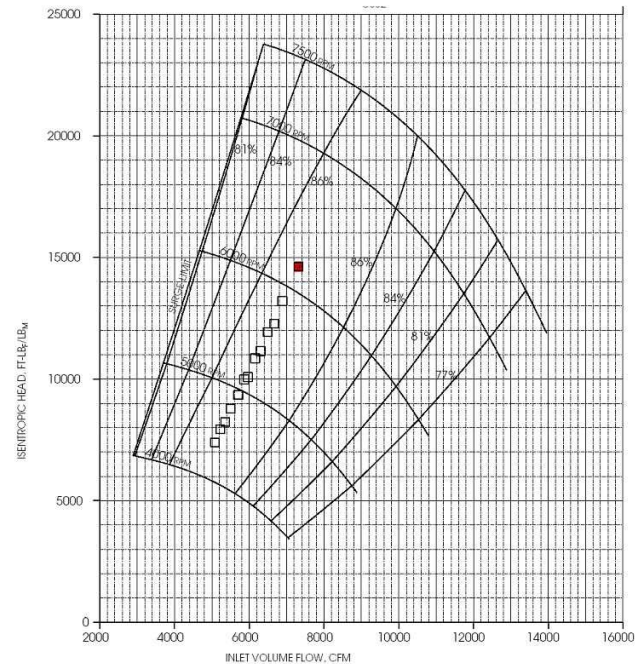 25000
7500 RPM
20000
7000 RPM
81%
84%
86%
15000
6000 RPM
SURGE LIMIT
86%
84%
81%
77%
10000
5000 RPM
4000 RPM
5000
0
ISENTROPIC HEAD, FT-LBF/LBM
2000 4000 6000 8000 10000 12000 14000 16000
INLET VOLUME FLOW, CFM